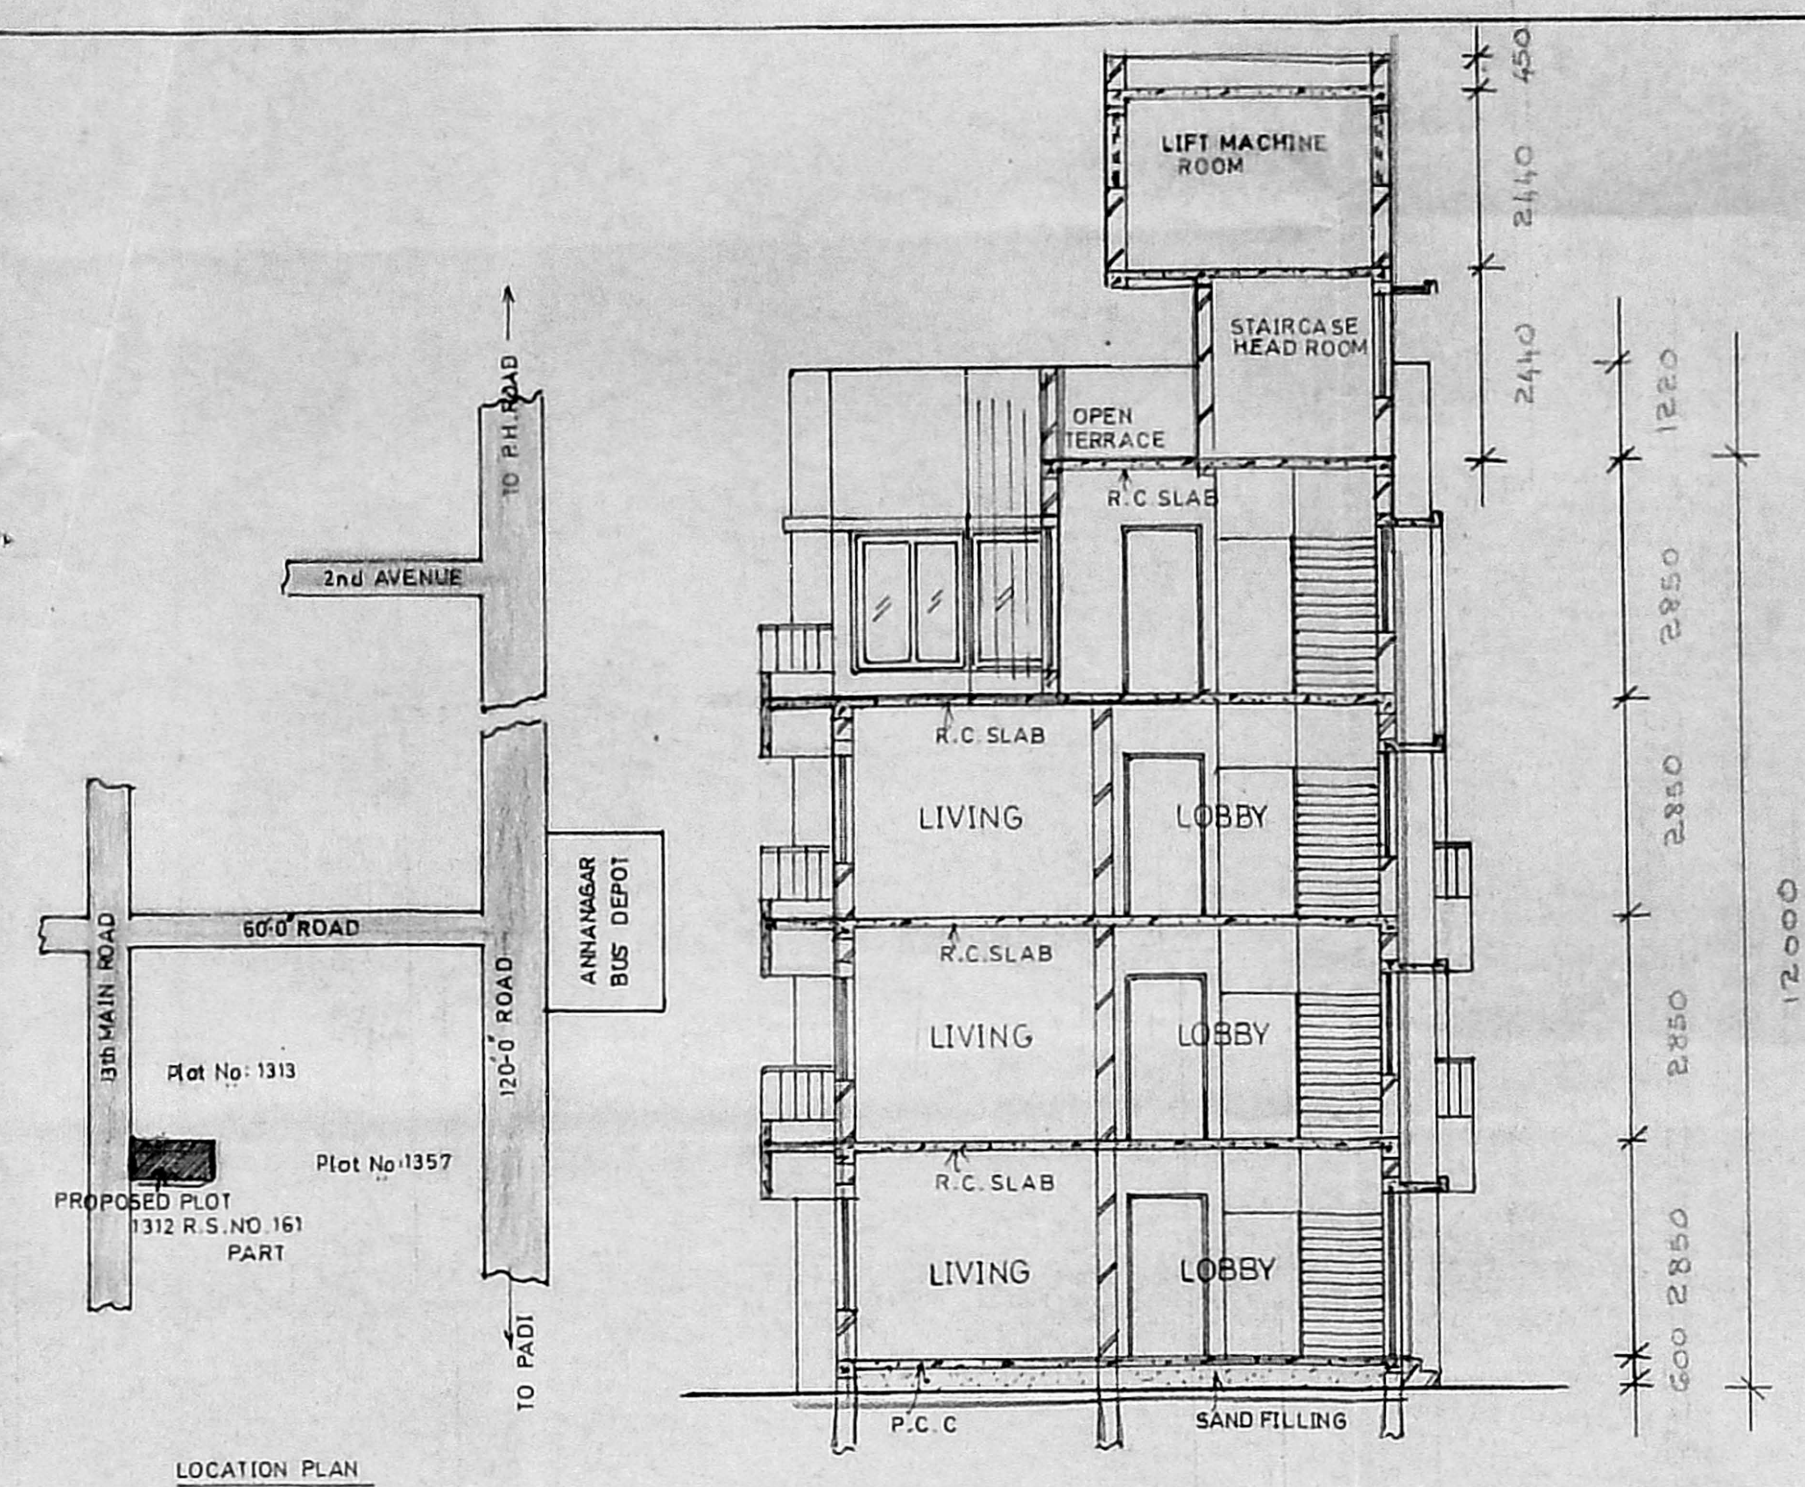 TO P.H.ROAD
2nd AVENUE
13th MAIN ROAD
60'-0" ROAD
120'-0" ROAD
ANNANAGAR
BUS DEPOT
Plot No: 1313
Plot No: 1357
PROPOSED PLOT
1312 R.S.NO.161
PART
TO PADI
LOCATION PLAN
LIFT MACHINE
ROOM
STAIRCASE
HEAD ROOM
OPEN
TERRACE
R.C SLAB
R.C.SLAB
LIVING
LOBBY
R.C.SLAB
LIVING
LOBBY
R.C.SLAB
LIVING
LOBBY
P.C.C
SAND FILLING
450
2440
2440
1220
2850
2850
2850
2850
600
12000